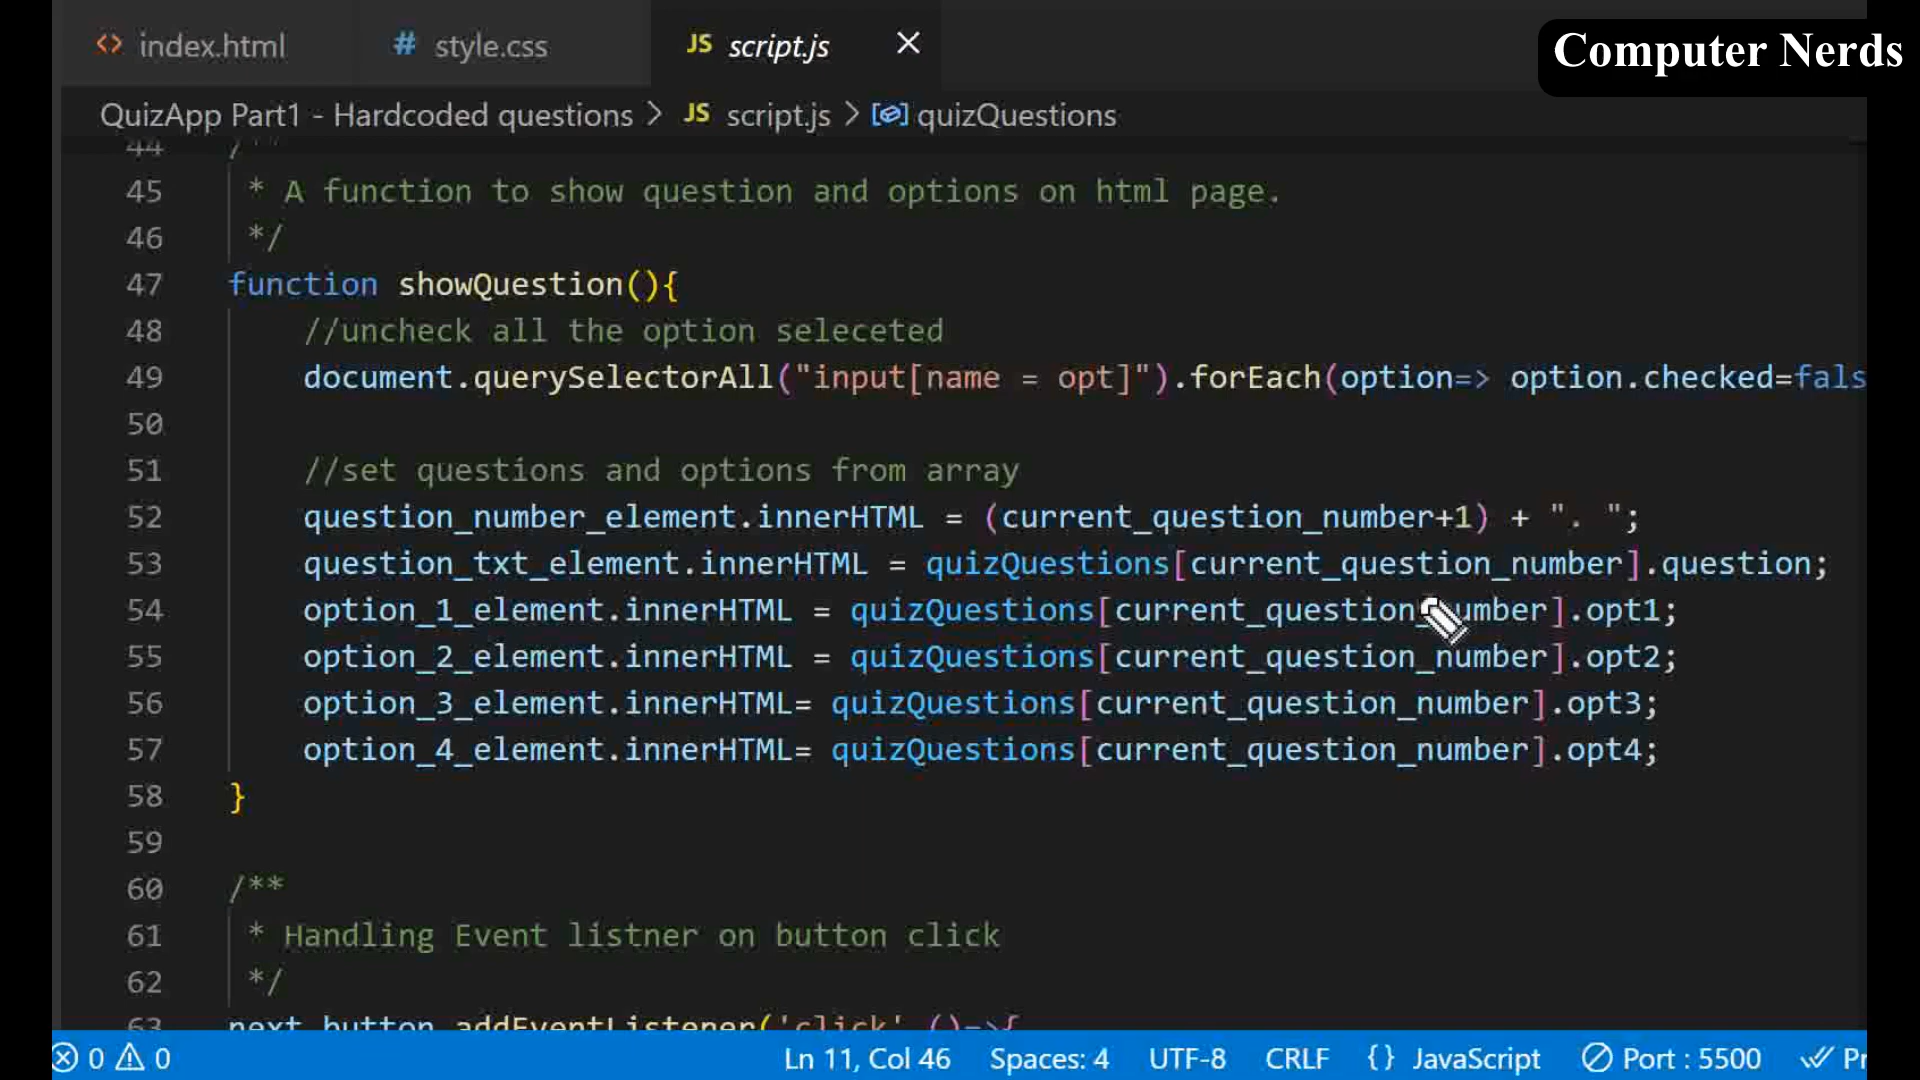 index.html
style.css
JS script.js
Computer Nerds
QuizApp Part1 - Hardcoded questions > JS script.js > quizQuestions
44 /**
45 * A function to show question and options on html page.
46 */
47 function showQuestion(){
48 //uncheck all the option seleceted
49 document.querySelectorAll("input[name = opt]").forEach(option=> option.checked=fals
50
51 //set questions and options from array
52 question_number_element.innerHTML = (current_question_number+1) + ". ";
53 question_txt_element.innerHTML = quizQuestions[current_question_number].question;
54 option_1_element.innerHTML = quizQuestions[current_question_number].opt1;
55 option_2_element.innerHTML = quizQuestions[current_question_number].opt2;
56 option_3_element.innerHTML= quizQuestions[current_question_number].opt3;
57 option_4_element.innerHTML= quizQuestions[current_question_number].opt4;
58 }
59
60 /**
61 * Handling Event listner on button click
62 */
63 next_button.addEventListener('click',()=>{
0 0 Ln 11, Col 46 Spaces: 4 UTF-8 CRLF {} JavaScript Port : 5500 Pr